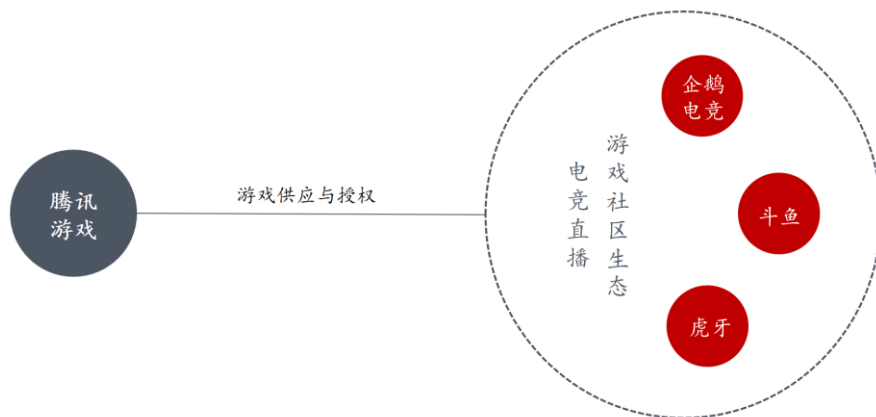 腾讯
游戏
游戏供应与授权
游戏社区生态
电竞直播
企鹅
电竞
斗鱼
虎牙